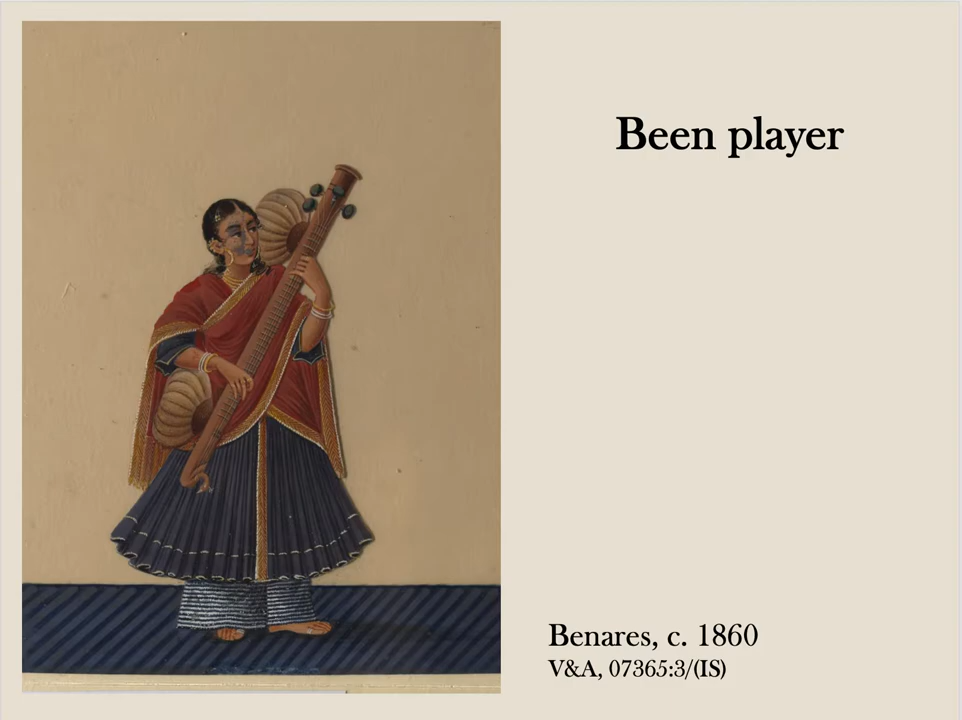 Been player
Benares, c. 1860
V&A, 07365:3/(IS)